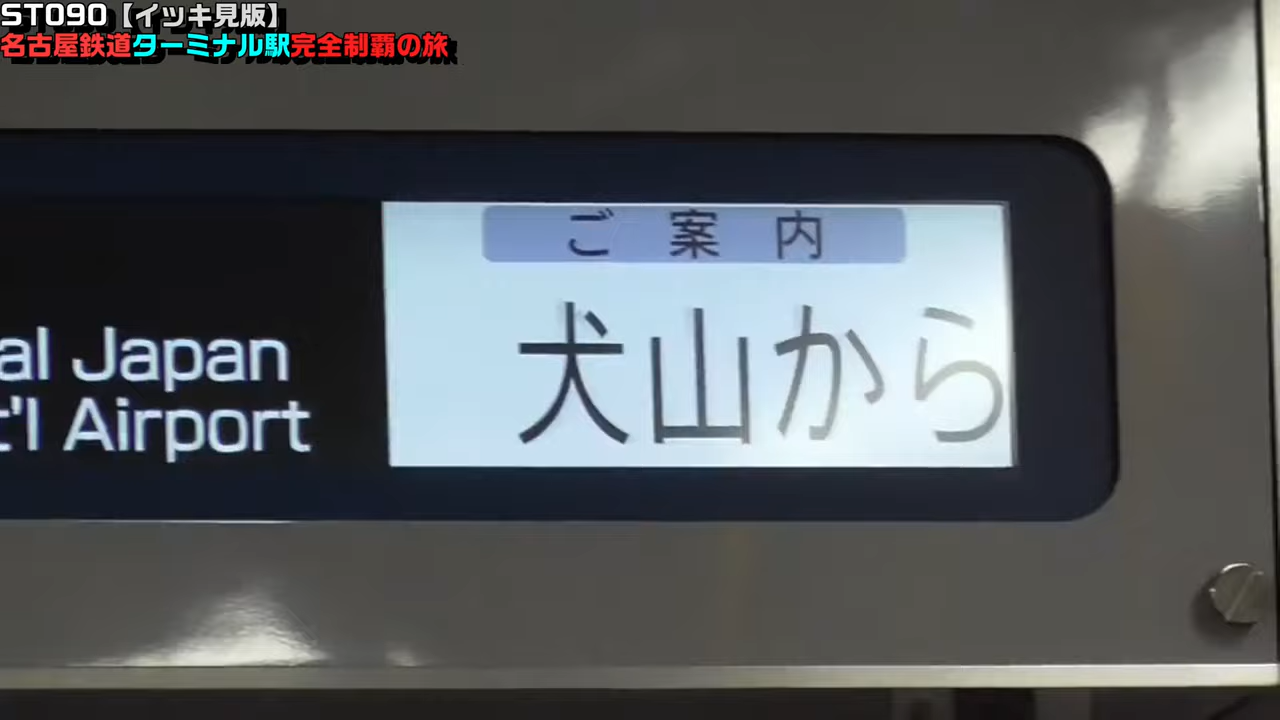 ST090【イッキ見版】
名古屋鉄道ターミナル駅完全制覇の旅
ご案内
犬山から
al Japan
t'l Airport